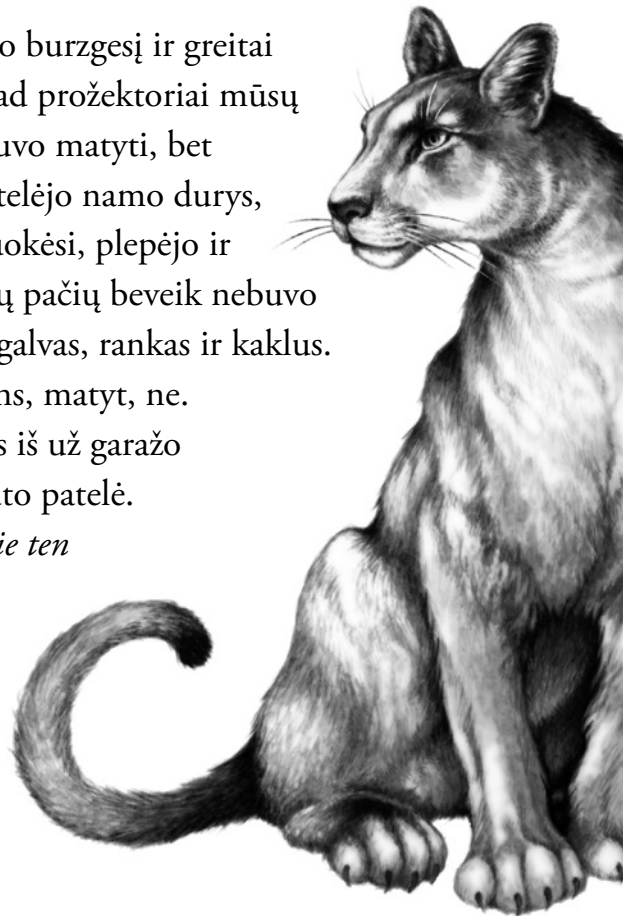 o burzgesį ir greitai
ad prožektoriai mūsų
uvo matyti, bet
telėjo namo durys,
uokėsi, plepėjo ir
ų pačių beveik nebuvo
galvas, rankas ir kaklus.
ns, matyt, ne.
s iš už garažo
to patelė.
ie ten